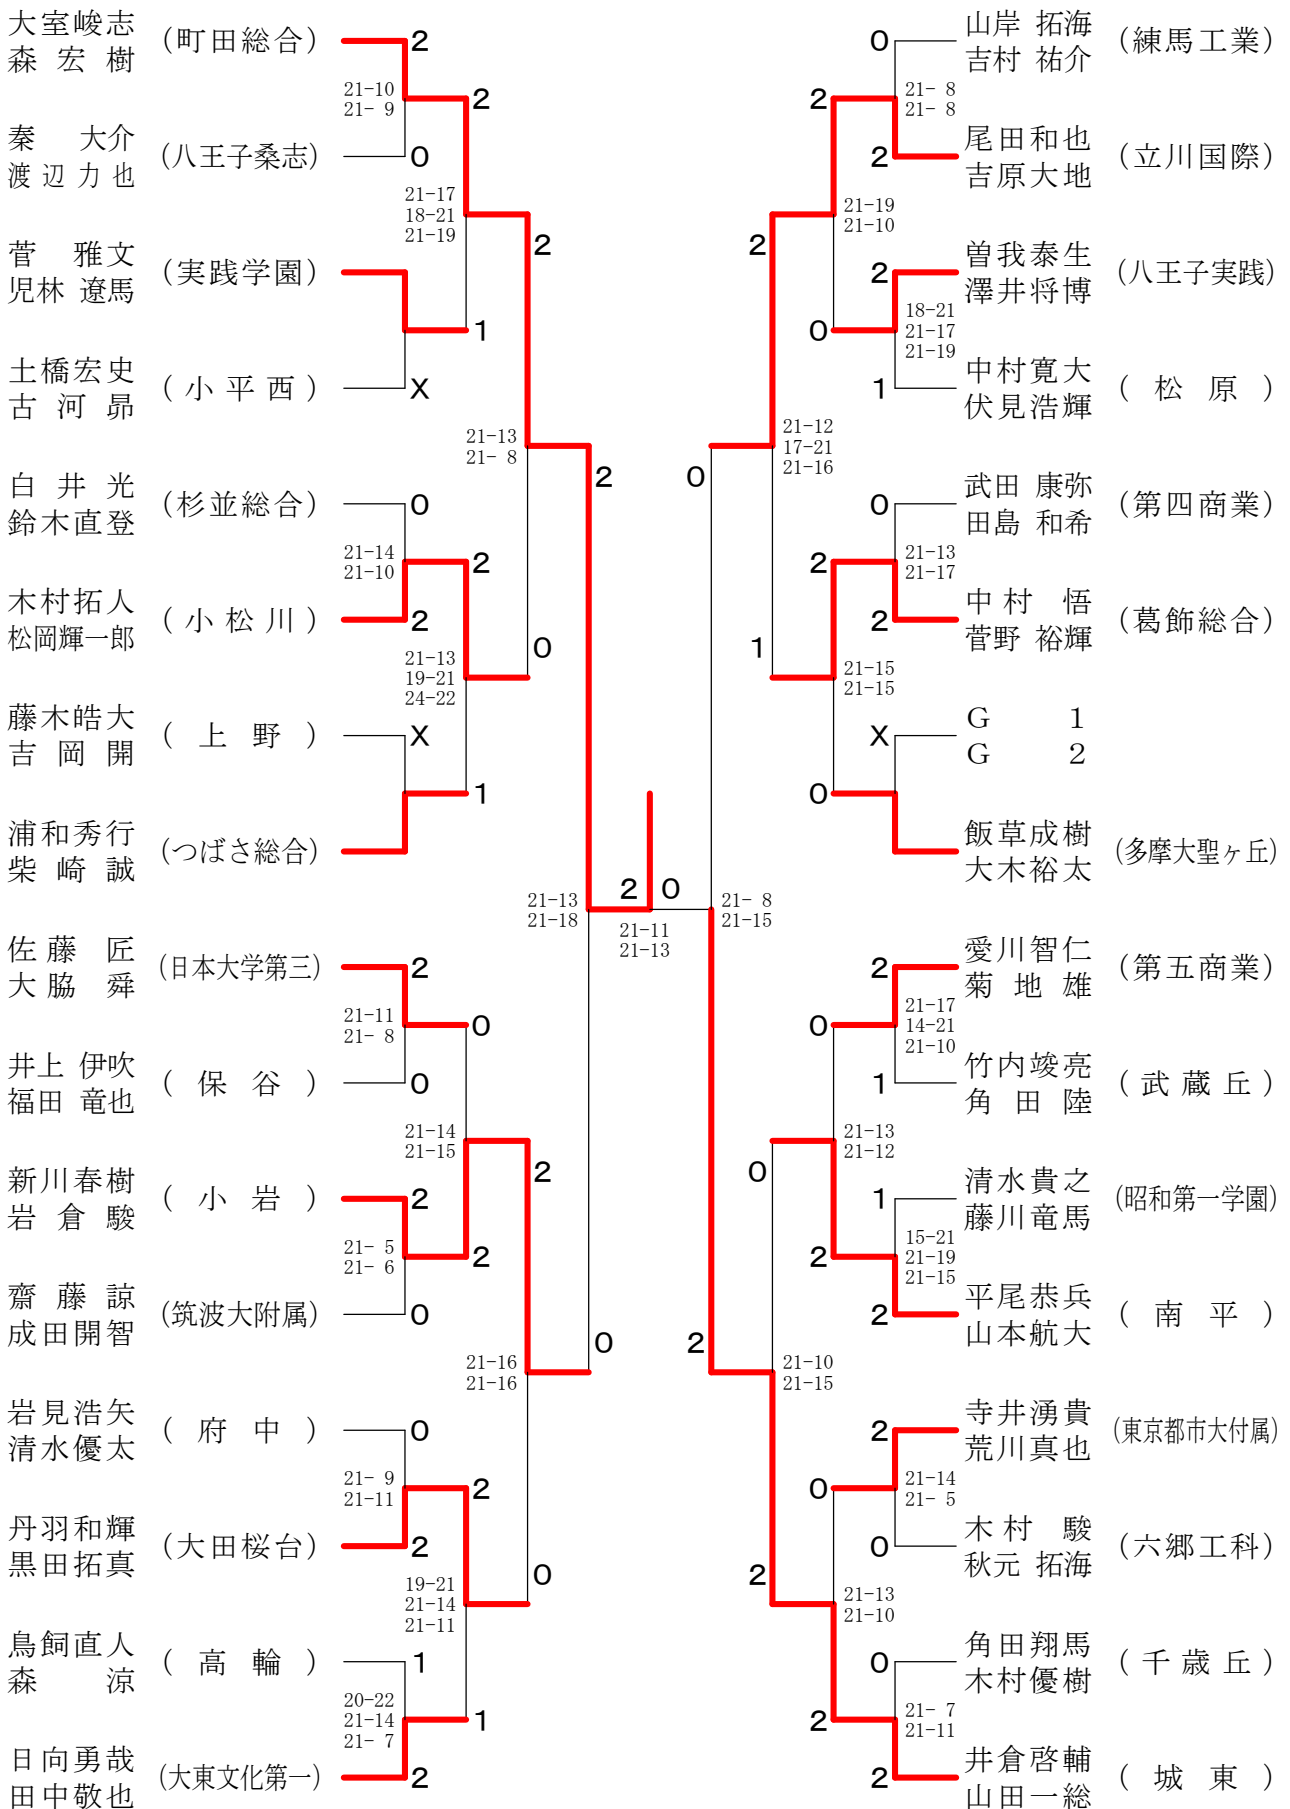 大室峻志
森 宏 樹
(町田総合)
2
21-10
21- 9
2
秦 大介
渡 辺 力 也
(八王子桑志)
0
21-17
18-21
21-19
2
菅 雅文
児林 遼馬
(実践学園)
1
土橋宏史
古 河 昴
( 小 平 西 )
X
21-13
21- 8
2
白 井 光
鈴木直登
(杉並総合)
0
21-14
21-10
2
木村拓人
松岡輝一郎
( 小 松 川 )
2
0
21-13
19-21
24-22
藤木皓大
吉 岡 開
( 上 野 )
X
1
浦和秀行
柴 崎 誠
(つばさ総合)
21-13
21-18
2 0
21-11
21-13
佐 藤 匠
大 脇 舜
(日本大学第三)
2
21-11
21- 8
0
井上 伊吹
福田 竜也
( 保 谷 )
0
21-14
21-15
2
新川春樹
岩 倉 駿
( 小 岩 )
2
21- 5
21- 6
2
齋 藤 諒
成田開智
(筑波大附属)
0
21-16
21-16
0
岩見浩矢
清水優太
( 府 中 )
0
21- 9
21-11
2
丹羽和輝
黒田拓真
(大田桜台)
2
0
19-21
21-14
21-11
鳥飼直人
森 涼
( 高 輪 )
1
20-22
21-14
21- 7
1
日向勇哉
田中敬也
(大東文化第一)
2
0
山岸 拓海
吉村 祐介
(練馬工業)
2
21- 8
21- 8
2
尾田和也
吉原大地
(立川国際)
2
21-19
21-10
2
曽我泰生
澤井将博
(八王子実践)
0
18-21
21-17
21-19
1
中村寛大
伏見浩輝
( 松 原 )
0
21-12
17-21
21-16
0
武田 康弥
田島 和希
(第四商業)
2
21-13
21-17
2
中 村 悟
菅野 裕輝
(葛飾総合)
1
21-15
21-15
X
G 1
G 2
0
飯草成樹
大木裕太
(多摩大聖ヶ丘)
21- 8
21-15
2
愛川智仁
菊 地 雄
(第五商業)
0
21-17
14-21
21-10
1
竹内竣亮
角 田 陸
( 武 蔵 丘 )
21-13
21-12
0
1
清水貴之
藤川竜馬
(昭和第一学園)
2
15-21
21-19
21-15
2
平尾恭兵
山本航大
( 南 平 )
2
21-10
21-15
2
寺井湧貴
荒川真也
(東京都市大付属)
0
21-14
21- 5
0
木 村 駿
秋元 拓海
(六郷工科)
2
21-13
21-10
0
角田翔馬
木村優樹
( 千 歳 丘 )
2
21- 7
21-11
2
井倉啓輔
山田一総
( 城 東 )